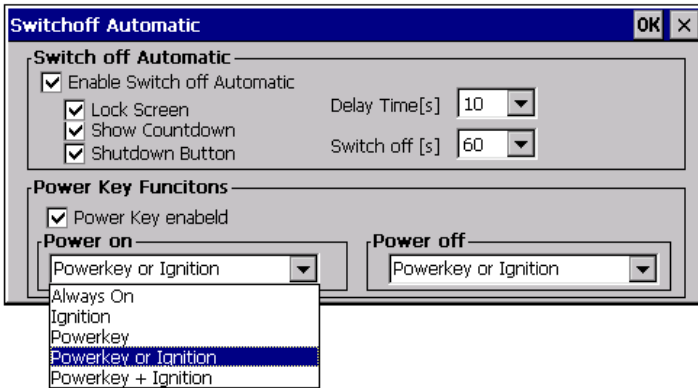 Switchoff Automatic OK ×
Switch off Automatic
Enable Switch off Automatic
Lock Screen
Delay Time[s] 10
Show Countdown
Switch off [s] 60
Shutdown Button
Power Key Funcitons
Power Key enabeld
Power on Power off
Powerkey or Ignition Powerkey or Ignition
Always On
Ignition
Powerkey
Powerkey or Ignition
Powerkey + Ignition